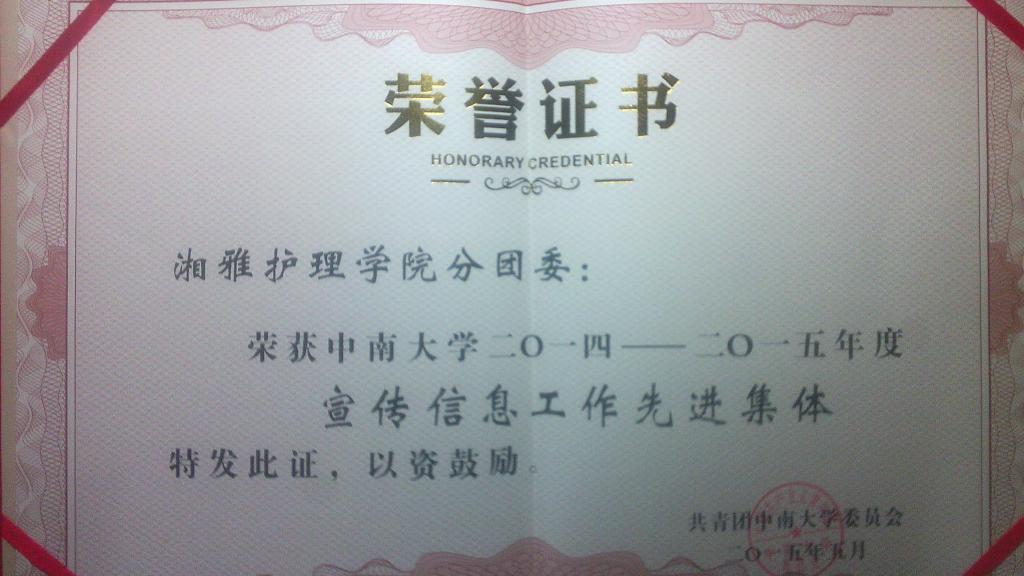 荣誉证书
HONORARY CREDENTIAL
湘雅护理学院分团委：
荣获中南大学二〇一四——二〇一五年度
宣传信息工作先进集体
特发此证，以资鼓励。
共青团中南大学委员会
二〇一五年五月